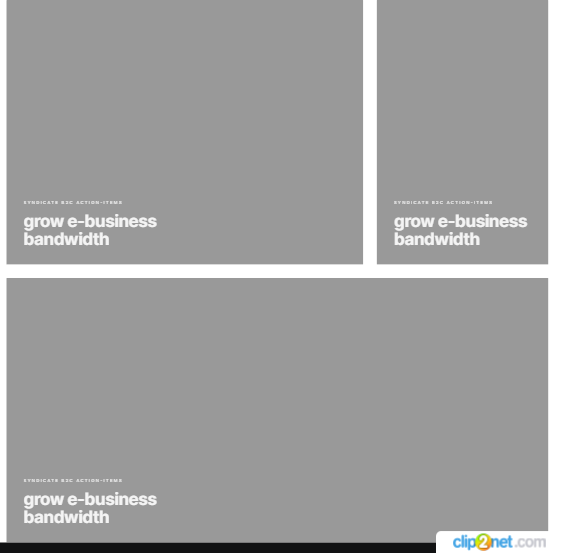 SYNDICATE B2C ACTION-ITEMS
grow e-business
bandwidth
SYNDICATE B2C ACTION-ITEMS
grow e-business
bandwidth
SYNDICATE B2C ACTION-ITEMS
grow e-business
bandwidth
clip2net.com